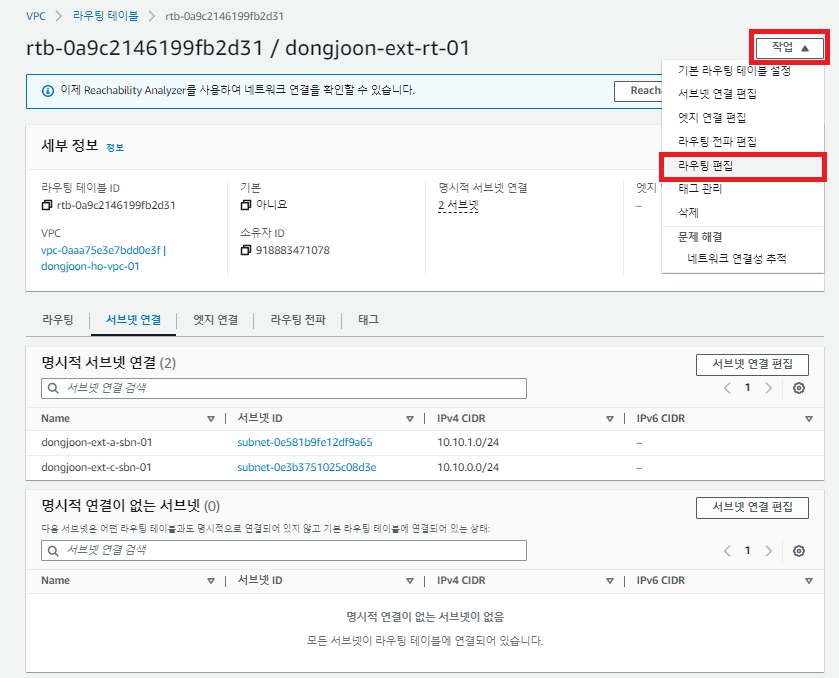 VPC > 라우팅 테이블 > rtb-0a9c2146199fb2d31
rtb-0a9c2146199fb2d31 / dongjoon-ext-rt-01
작업 ▲
이제 Reachability Analyzer를 사용하여 네트워크 연결을 확인할 수 있습니다.
Reacha
기본 라우팅 테이블 설정
서브넷 연결 편집
엣지 연결 편집
라우팅 전파 편집
라우팅 편집
태그 관리
삭제
문제 해결
네트워크 연결성 추적
세부 정보 정보
라우팅 테이블 ID
rtb-0a9c2146199fb2d31
기본
아니요
명시적 서브넷 연결
2 서브넷
엣지
–
VPC
vpc-0aaa75e3e7bdd0e3f |
dongjoon-ho-vpc-01
소유자 ID
918883471078
라우팅 서브넷 연결 엣지 연결 라우팅 전파 태그
명시적 서브넷 연결 (2)
서브넷 연결 편집
서브넷 연결 검색
< 1 >
Name 서브넷 ID IPv4 CIDR IPv6 CIDR
dongjoon-ext-a-sbn-01 subnet-0e581b9fe12df9a65 10.10.1.0/24 –
dongjoon-ext-c-sbn-01 subnet-0e3b3751025c08d3e 10.10.0.0/24 –
명시적 연결이 없는 서브넷 (0)
서브넷 연결 편집
다음 서브넷은 어떤 라우팅 테이블과도 명시적으로 연결되어 있지 않고 기본 라우팅 테이블에 연결되어 있는 상태:
서브넷 연결 검색
< 1 >
Name 서브넷 ID IPv4 CIDR IPv6 CIDR
명시적 연결이 없는 서브넷이 없음
모든 서브넷이 라우팅 테이블에 연결되어 있습니다.